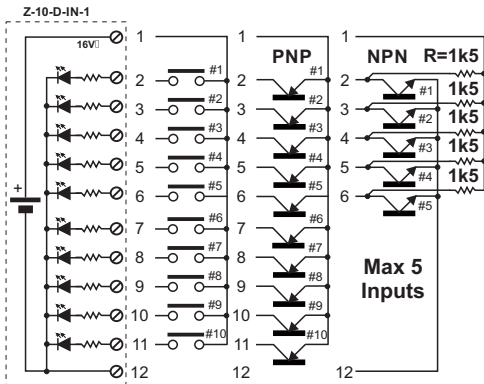 Z-10-D-IN-1
16V
1 1 1
PNP NPN R=1k5
2 #1 2 #1 2 #1 1k5
3 #2 3 #2 3 #2 1k5
4 #3 4 #3 4 #3 1k5
5 #4 5 #4 5 #4 1k5
6 #5 6 #5 6 #5
7 #6 7 #6
8 #7 8 #7
9 #8 9 #8
10 #9 10 #9
11 #10 11 #10
Max 5
Inputs
12 12 12
+